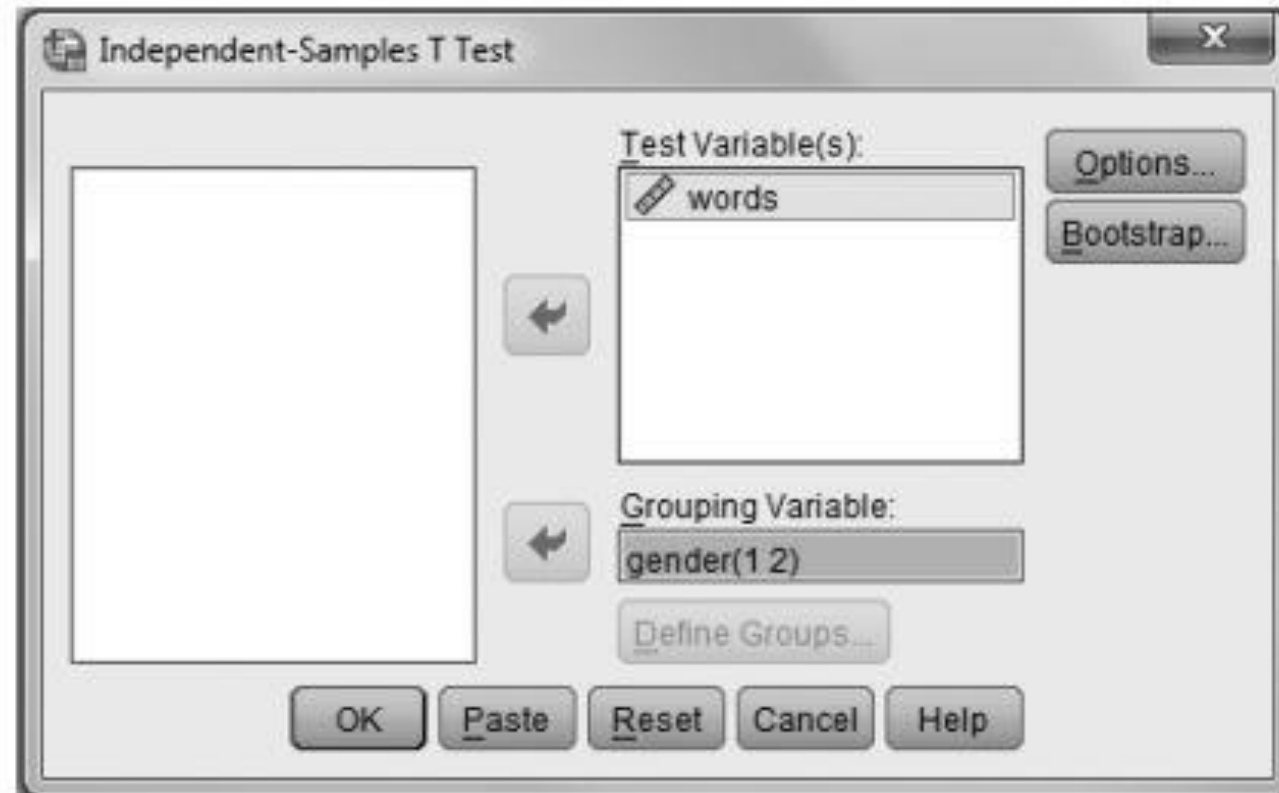 Independent-Samples T Test
Test Variable(s):
words
Options...
Bootstrap...
Grouping Variable:
gender(1 2)
Define Groups...
OK Paste Reset Cancel Help